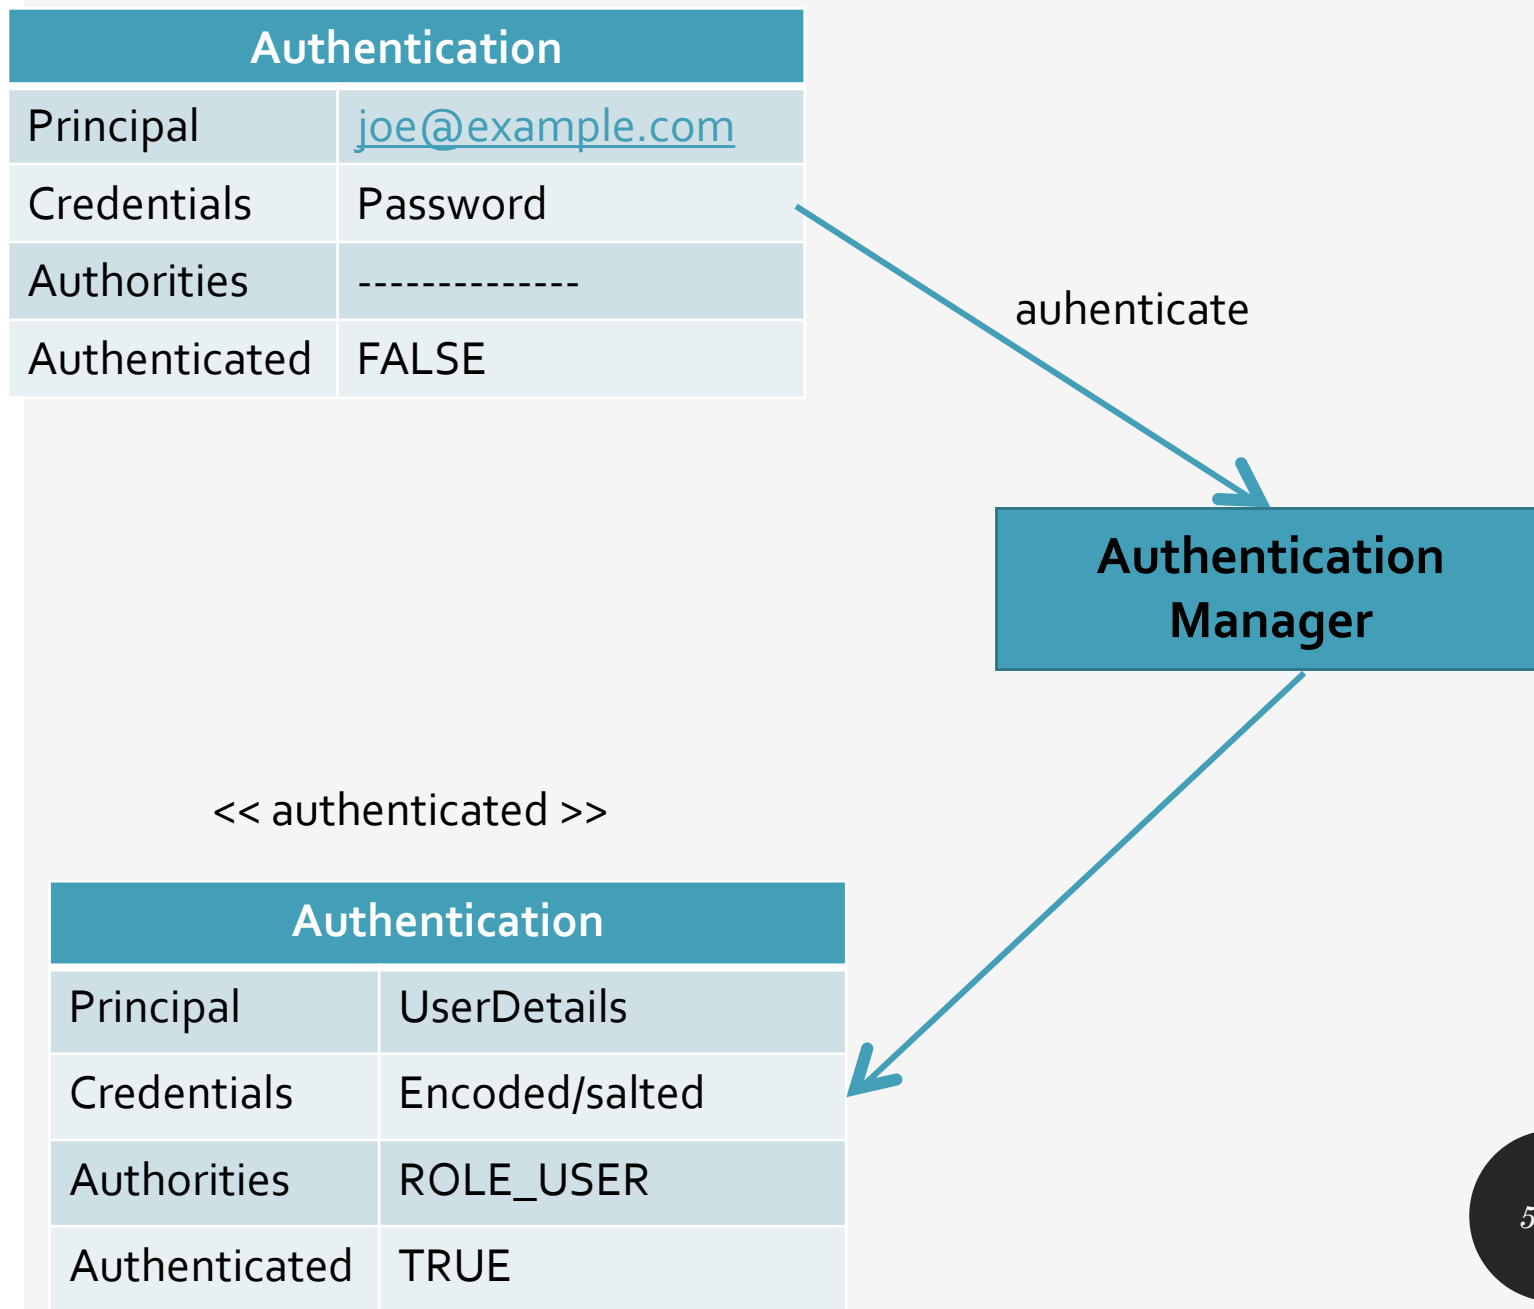 Authentication
Principal joe@example.com
Credentials Password
Authorities --------------
Authenticated FALSE
auhenticate
Authentication
Manager
<< authenticated >>
Authentication
Principal UserDetails
Credentials Encoded/salted
Authorities ROLE_USER
Authenticated TRUE
5